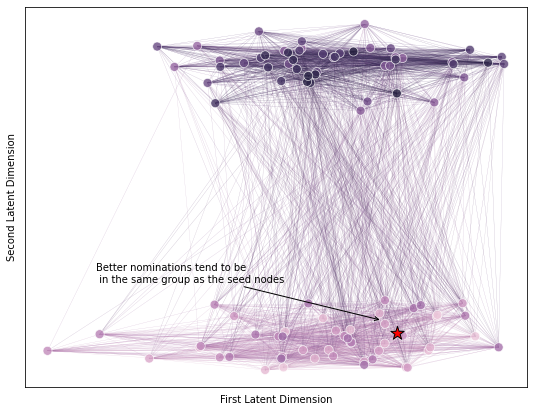 Second Latent Dimension
Better nominations tend to be
in the same group as the seed nodes
First Latent Dimension